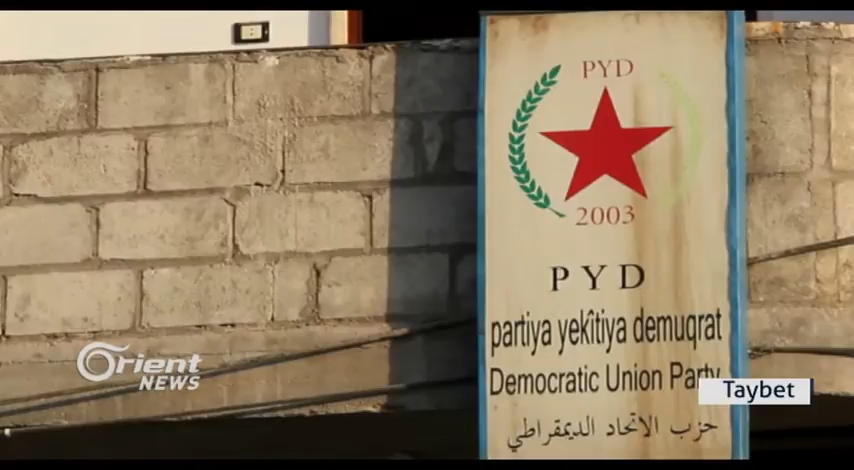 PYD
2003
PYD
partiya yekîtiya demuqrat
Democratic Union Party
حزب الاتحاد الديمقراطي
Orient
NEWS
Taybet